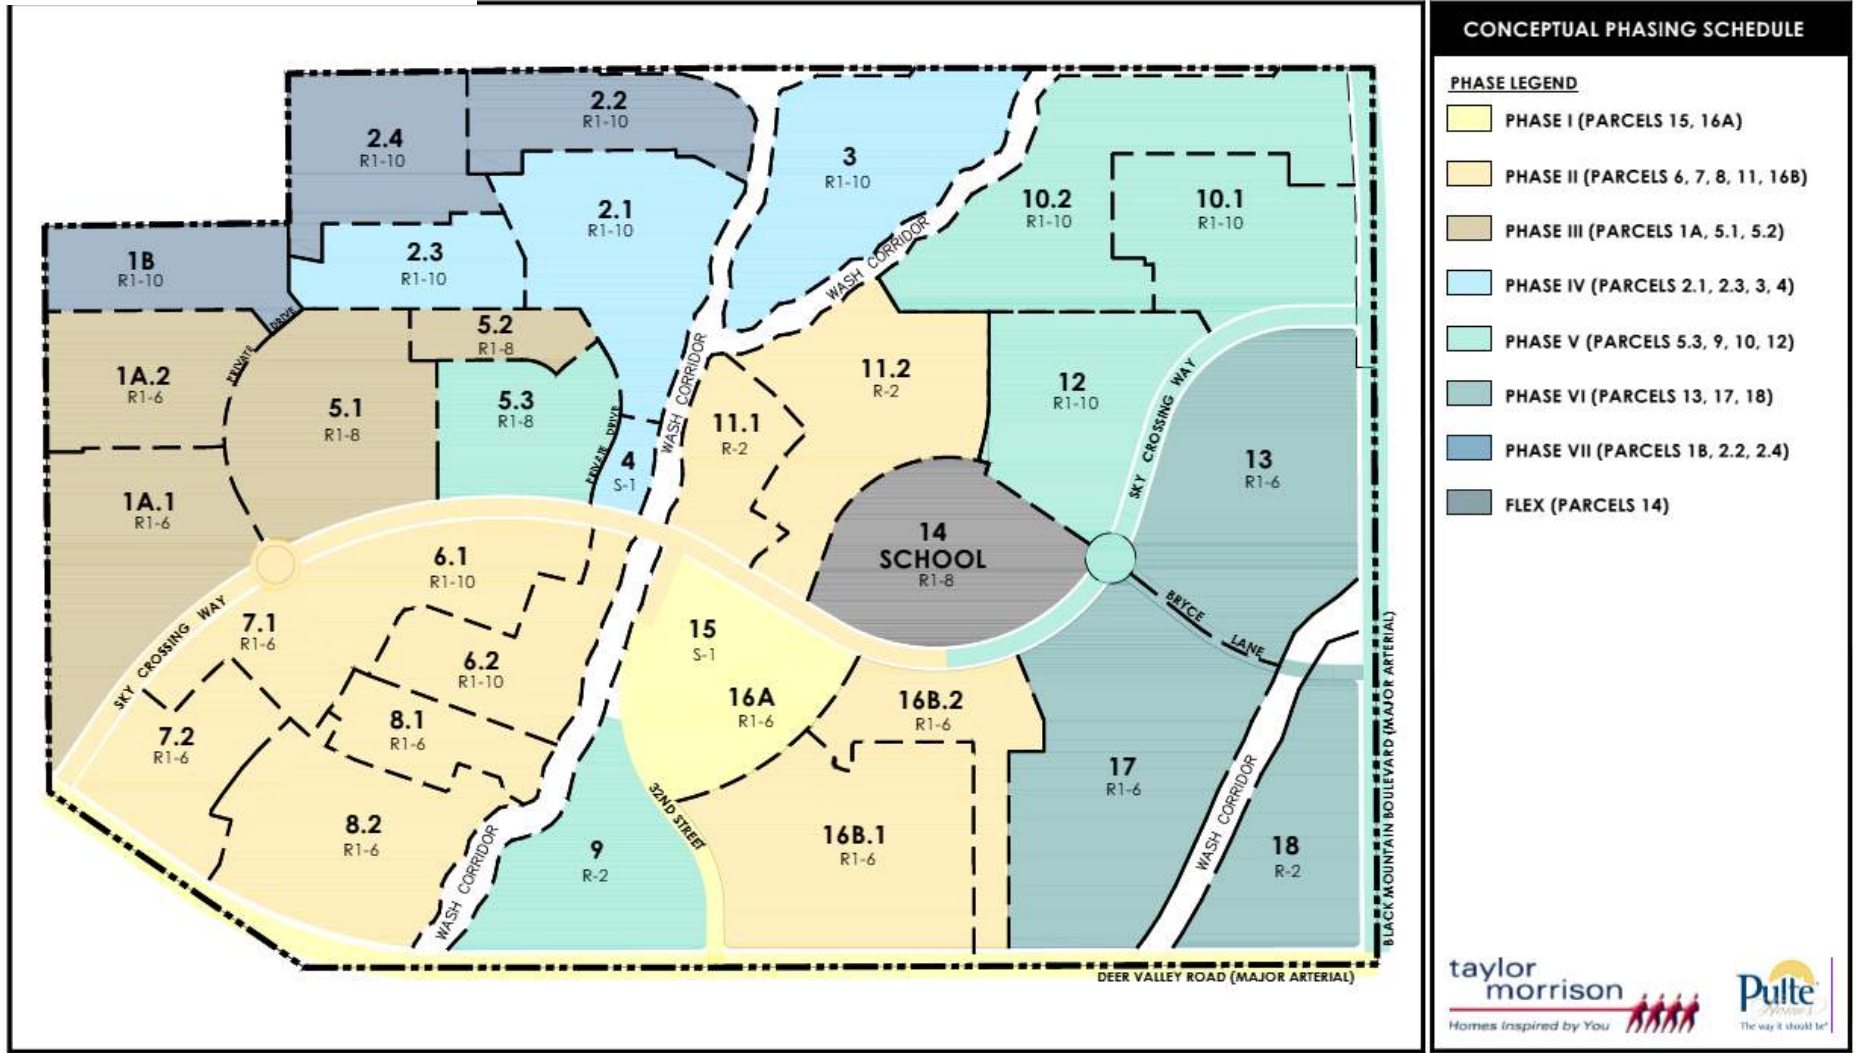 CONCEPTUAL PHASING SCHEDULE
PHASE LEGEND
PHASE I (PARCELS 15, 16A)
PHASE II (PARCELS 6, 7, 8, 11, 16B)
PHASE III (PARCELS 1A, 5.1, 5.2)
PHASE IV (PARCELS 2.1, 2.3, 3, 4)
PHASE V (PARCELS 5.3, 9, 10, 12)
PHASE VI (PARCELS 13, 17, 18)
PHASE VII (PARCELS 1B, 2.2, 2.4)
FLEX (PARCELS 14)
2.2
R1-10
2.4
R1-10
3
R1-10
10.2
R1-10
10.1
R1-10
2.1
R1-10
2.3
R1-10
1B
R1-10
WASH CORRIDOR
PRIVATE DRIVE
5.2
R1-8
1A.2
R1-6
5.1
R1-8
5.3
R1-8
11.2
R-2
12
R1-10
WASH CORRIDOR
11.1
R-2
SKY CROSSING WAY
PRIVATE DRIVE
4
S-1
13
R1-6
1A.1
R1-6
14
SCHOOL
R1-8
6.1
R1-10
BRYCE LANE
SKY CROSSING WAY
7.1
R1-6
15
S-1
6.2
R1-10
16A
R1-6
16B.2
R1-6
8.1
R1-6
7.2
R1-6
17
R1-6
32ND STREET
8.2
R1-6
16B.1
R1-6
9
R-2
WASH CORRIDOR
WASH CORRIDOR
18
R-2
BLACK MOUNTAIN BOULEVARD (MAJOR ARTERIAL)
DEER VALLEY ROAD (MAJOR ARTERIAL)
taylor
morrison
Homes Inspired by You
Pulte
Homes
The way it should be